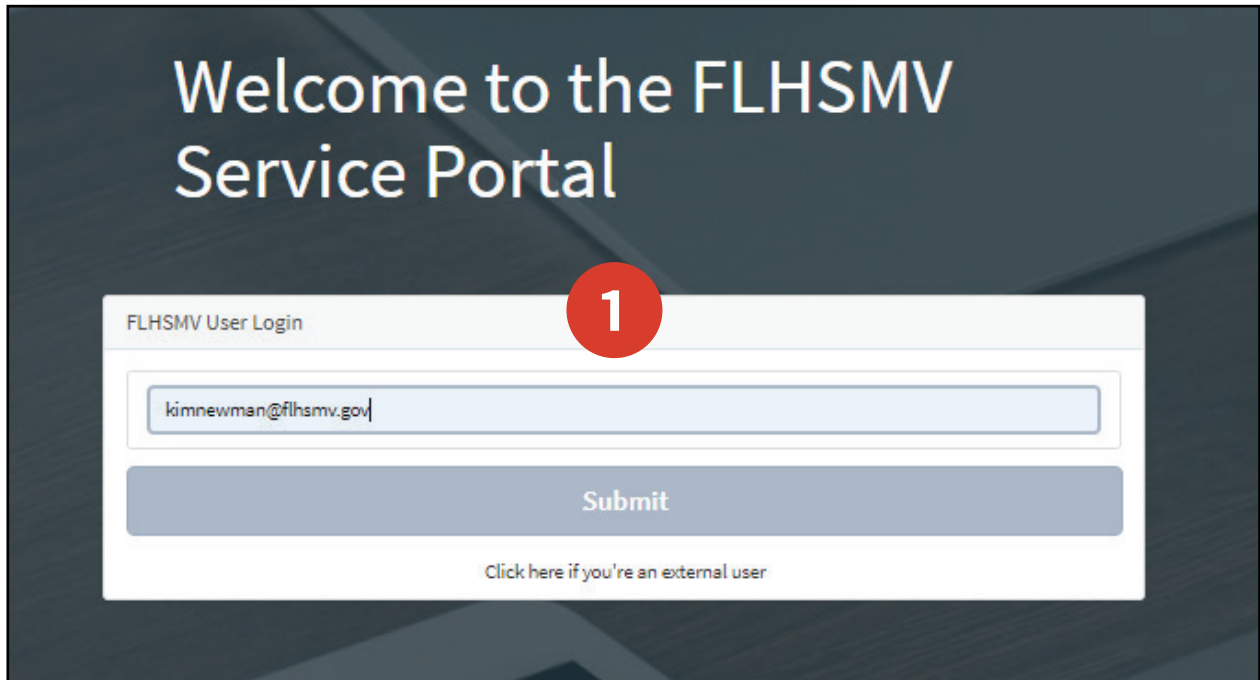 Welcome to the FLHSMV
Service Portal
1
FLHSMV User Login
kimnewman@flhsmv.gov
Submit
Click here if you're an external user